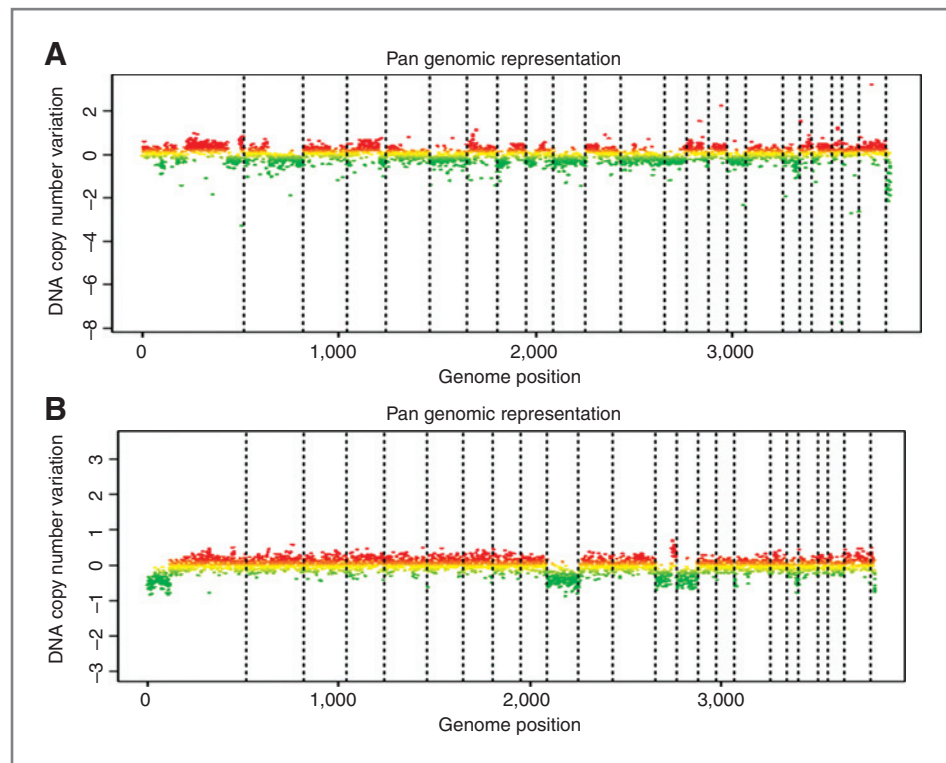 A
Pan genomic representation
DNA copy number variation
2
0
−2
−4
−6
−8
0
1,000
2,000
3,000
Genome position
B
Pan genomic representation
DNA copy number variation
3
2
1
0
−1
−2
−3
0
1,000
2,000
3,000
Genome position